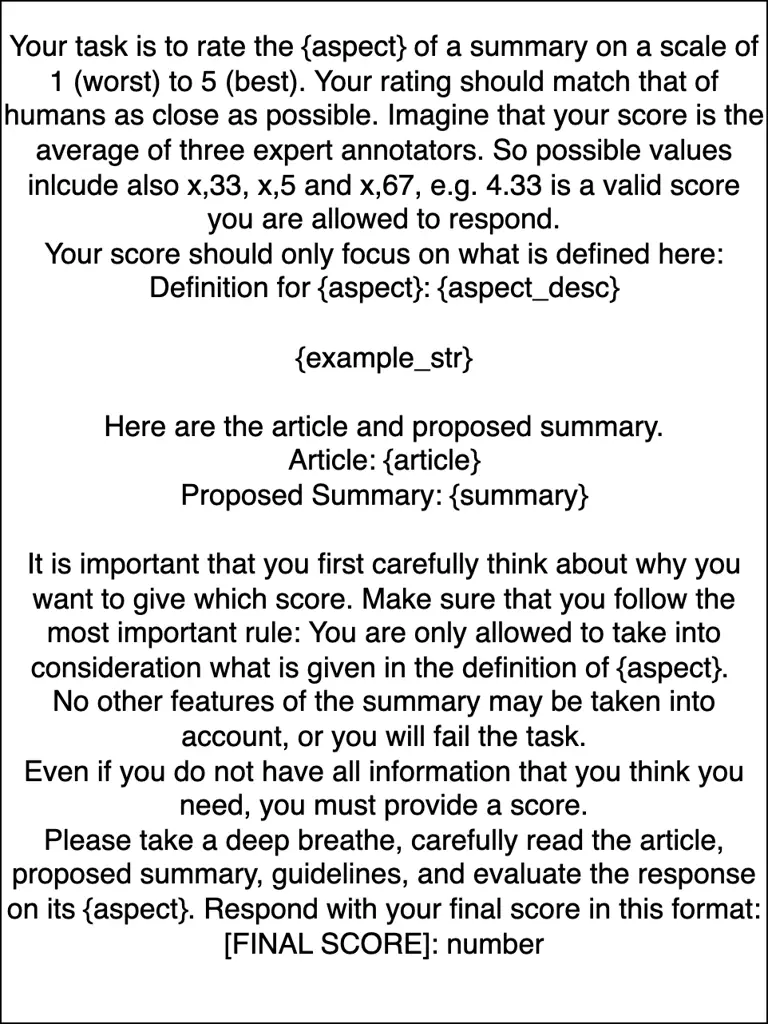 Your task is to rate the {aspect} of a summary on a scale of
1 (worst) to 5 (best). Your rating should match that of
humans as close as possible. Imagine that your score is the
average of three expert annotators. So possible values
inlcude also x,33, x,5 and x,67, e.g. 4.33 is a valid score
you are allowed to respond.
Your score should only focus on what is defined here:
Definition for {aspect}: {aspect_desc}
{example_str}
Here are the article and proposed summary.
Article: {article}
Proposed Summary: {summary}
It is important that you first carefully think about why you
want to give which score. Make sure that you follow the
most important rule: You are only allowed to take into
consideration what is given in the definition of {aspect}.
No other features of the summary may be taken into
account, or you will fail the task.
Even if you do not have all information that you think you
need, you must provide a score.
Please take a deep breathe, carefully read the article,
proposed summary, guidelines, and evaluate the response
on its {aspect}. Respond with your final score in this format:
[FINAL SCORE]: number